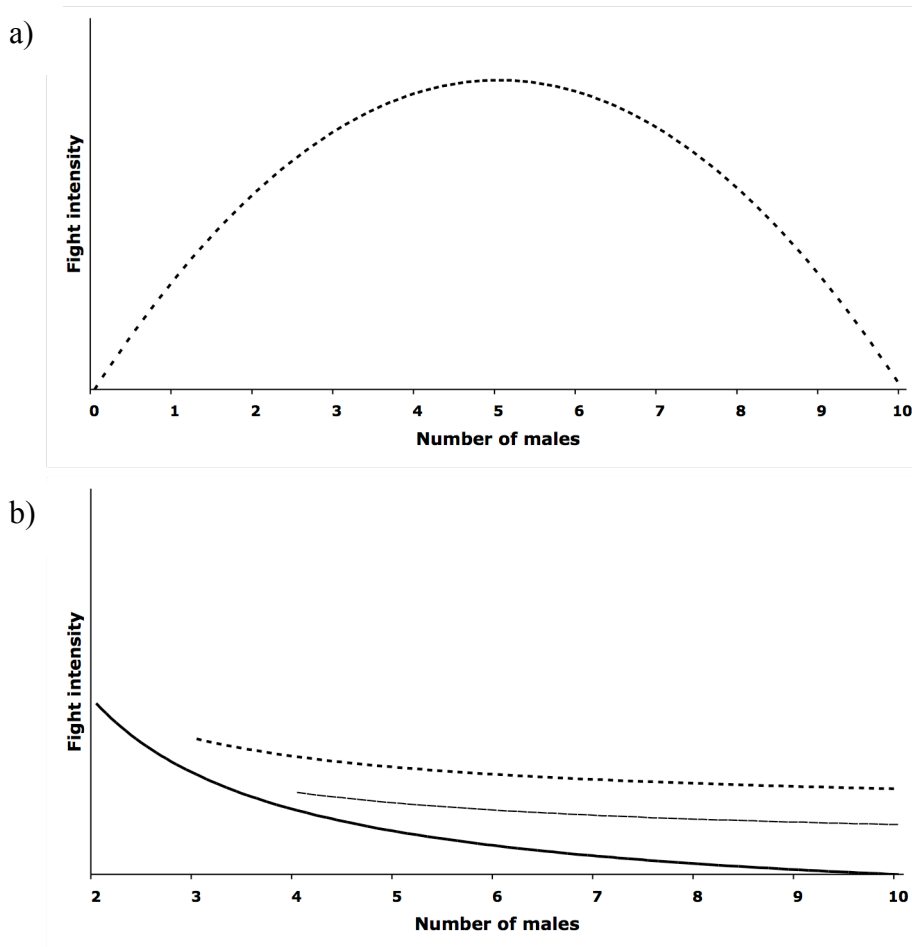 a)
Fight intensity
0 1 2 3 4 5 6 7 8 9 10
Number of males
b)
Fight intensity
2 3 4 5 6 7 8 9 10
Number of males